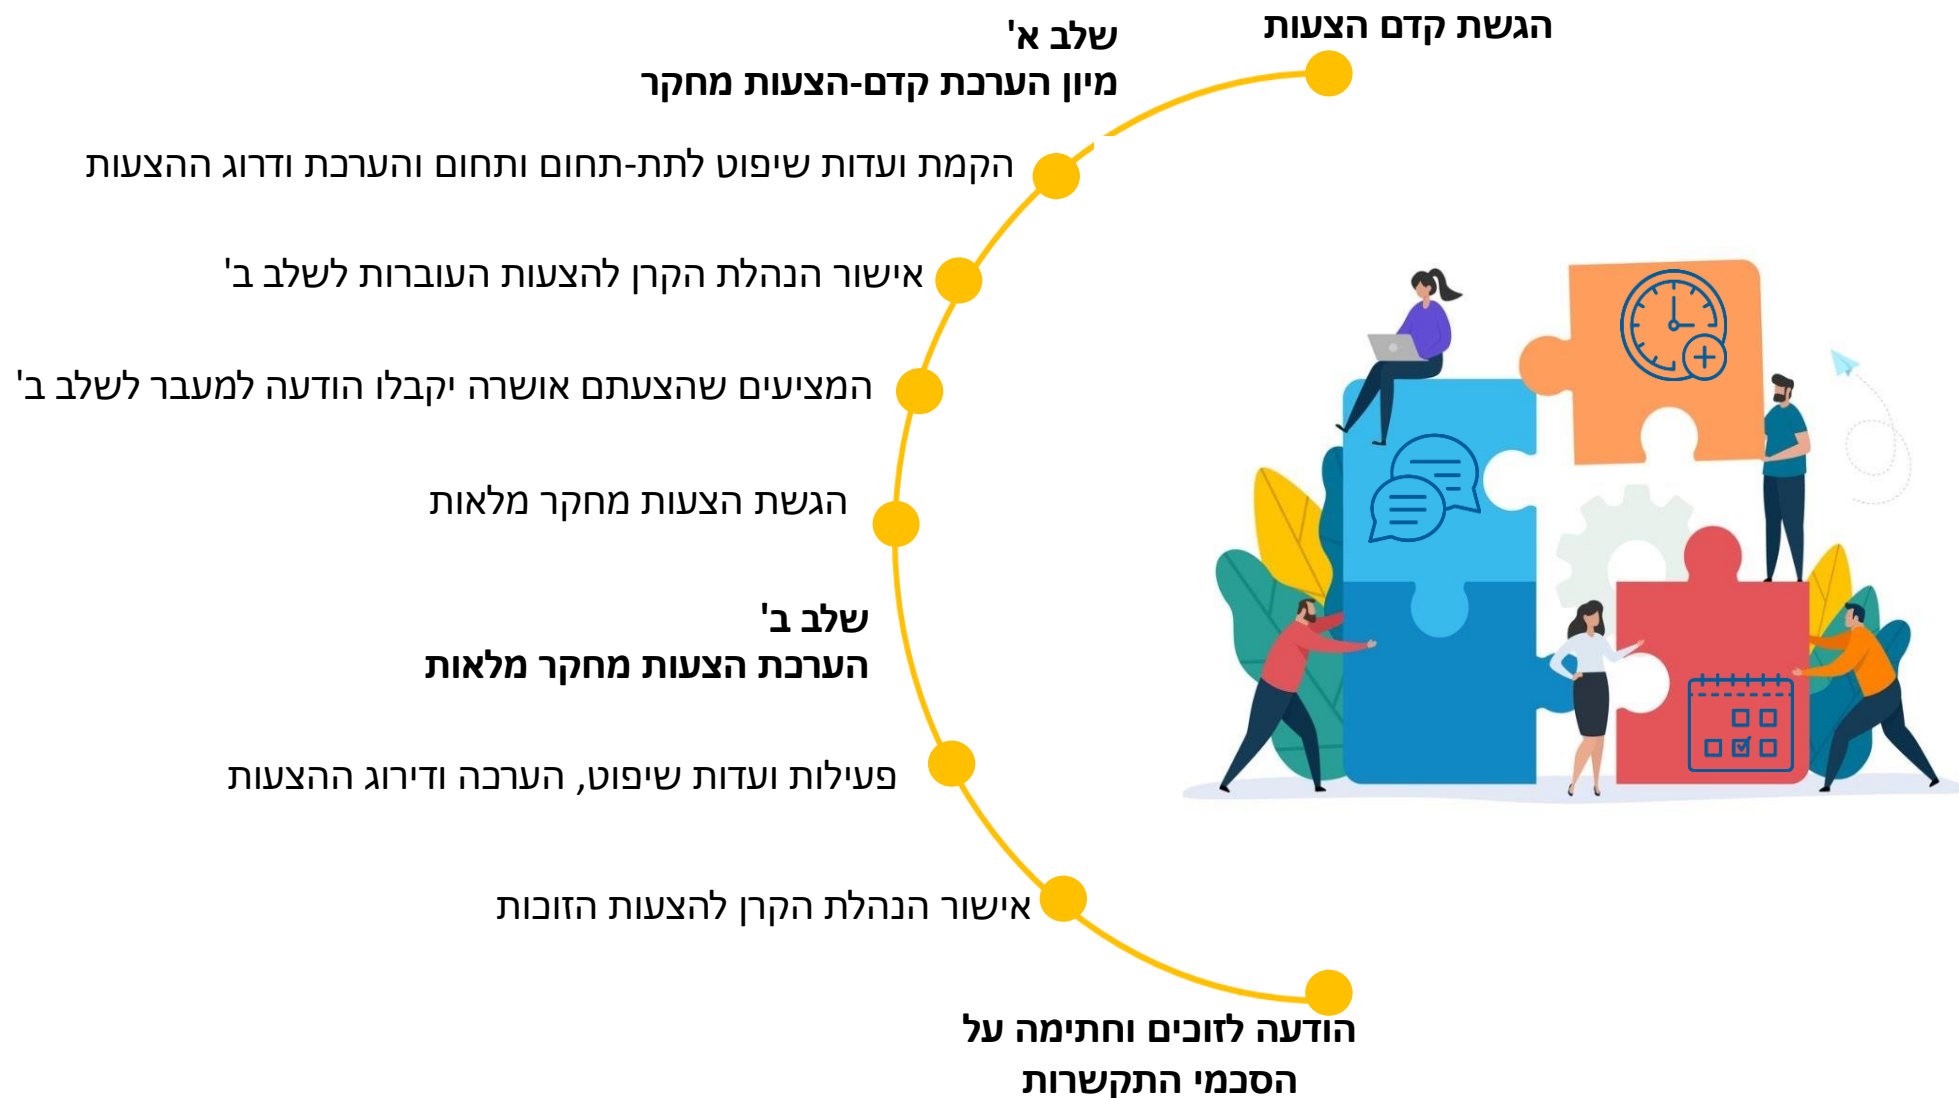 הגשת קדם הצעות
שלב א'
מיון הערכת קדם-הצעות מחקר
הקמת ועדות שיפוט לתת-תחום ותחום והערכת ודרוג ההצעות
אישור הנהלת הקרן להצעות העוברות לשלב ב'
המציעים שהצעתם אושרה יקבלו הודעה למעבר לשלב ב'
הגשת הצעות מחקר מלאות
שלב ב'
הערכת הצעות מחקר מלאות
פעילות ועדות שיפוט, הערכה ודירוג ההצעות
אישור הנהלת הקרן להצעות הזוכות
הודעה לזוכים וחתימה על
הסכמי התקשרות